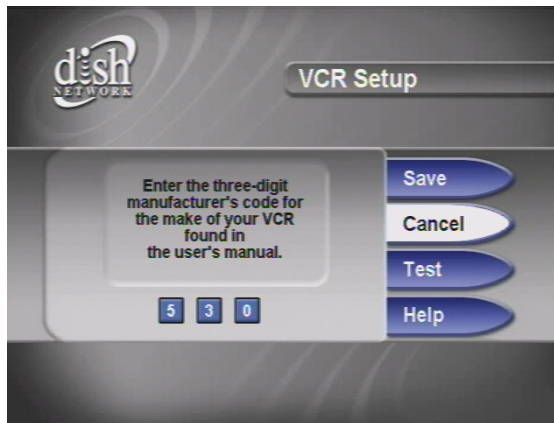 dish
NETWORK
VCR Setup
Enter the three-digit
manufacturer's code for
the make of your VCR
found in
the user's manual.
5 3 0
Save
Cancel
Test
Help